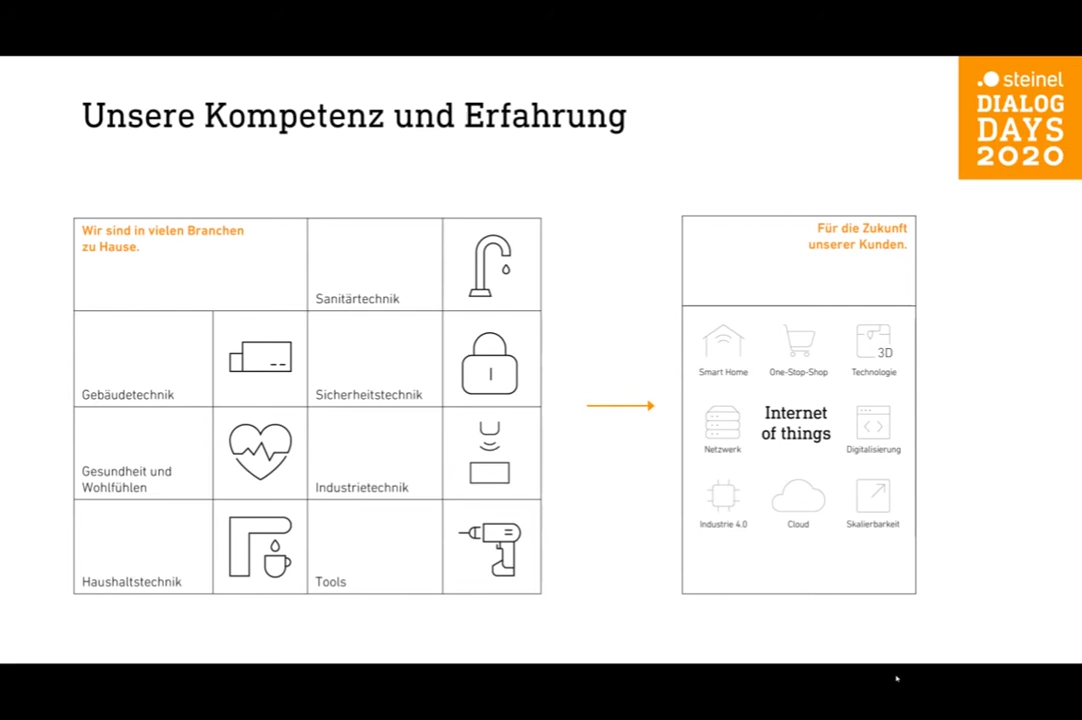 Unsere Kompetenz und Erfahrung
steinel
DIALOG
DAYS
2020
Wir sind in vielen Branchen
zu Hause.
Sanitärtechnik
Gebäudetechnik
Sicherheitstechnik
Gesundheit und
Wohlfühlen
Industrietechnik
Haushaltstechnik
Tools
Für die Zukunft
unserer Kunden.
3D
Smart Home
One-Stop-Shop
Technologie
Internet
of things
Netzwerk
Digitalisierung
Industrie 4.0
Cloud
Skalierbarkeit